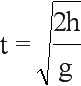 t = √(2h/g)